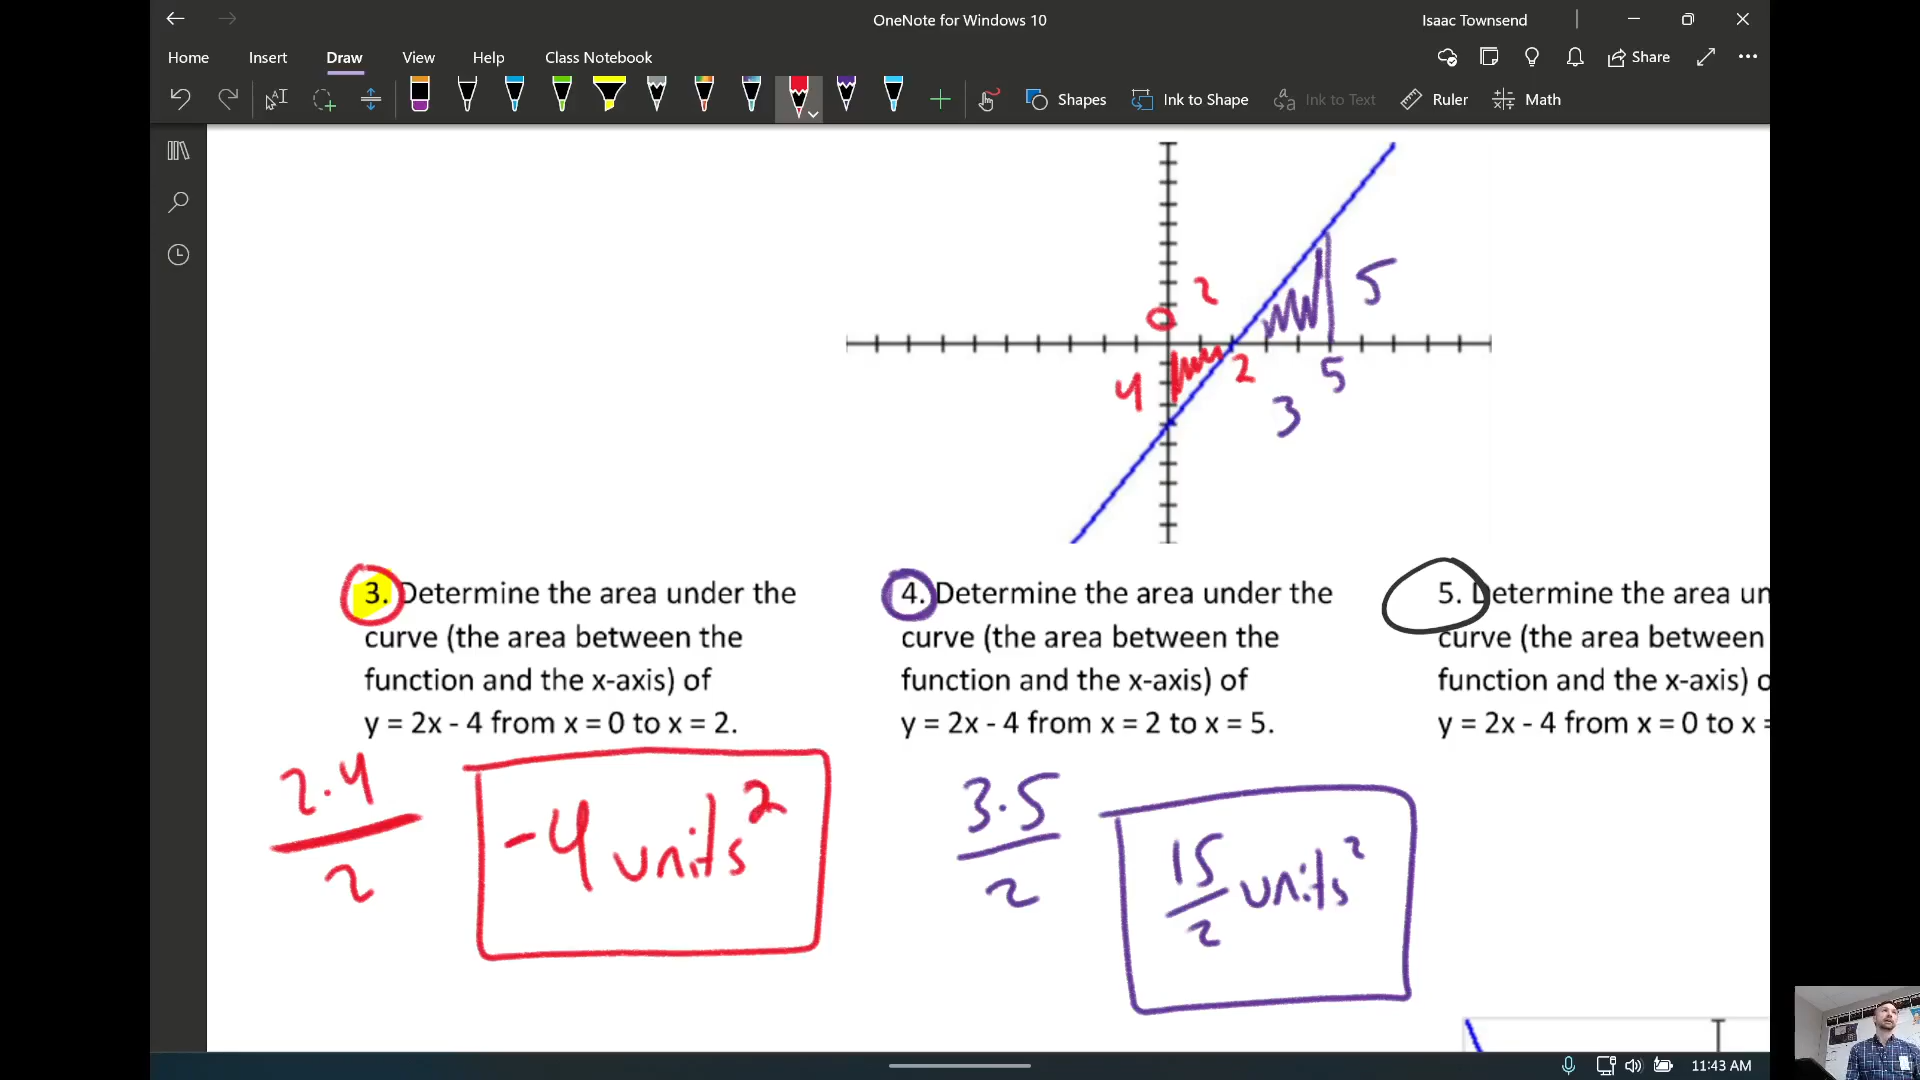 OneNote for Windows 10
Isaac Townsend
Home Insert Draw View Help Class Notebook
Share
Shapes Ink to Shape Ink to Text Ruler Math
2
0
5
4
2
5
3
3. Determine the area under the
curve (the area between the
function and the x-axis) of
y = 2x - 4 from x = 0 to x = 2.
2·4
2
-4 units²
4. Determine the area under the
curve (the area between the
function and the x-axis) of
y = 2x - 4 from x = 2 to x = 5.
3·5
2
15
2
units²
5. Determine the area un
curve (the area between
function and the x-axis) o
y = 2x - 4 from x = 0 to x =
11:43 AM